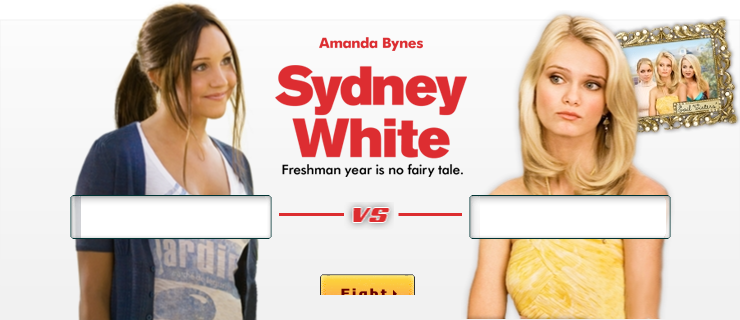 Amanda Bynes
Sydney
White
Freshman year is no fairy tale.
VS
Fight